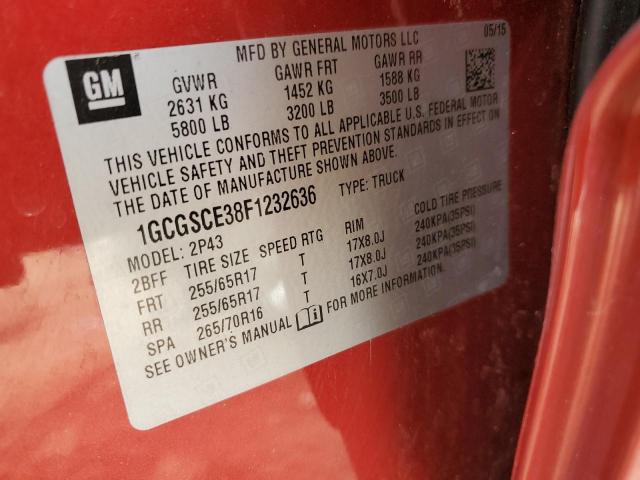 GM
MFD BY GENERAL MOTORS LLC 05/15
GVWR GAWR FRT GAWR RR
2631 KG 1452 KG 1588 KG
5800 LB 3200 LB 3500 LB
THIS VEHICLE CONFORMS TO ALL APPLICABLE U.S. FEDERAL MOTOR
VEHICLE SAFETY AND THEFT PREVENTION STANDARDS IN EFFECT ON
THE DATE OF MANUFACTURE SHOWN ABOVE.
1GCGSCE38F1232636 TYPE: TRUCK
MODEL: 2P43
2BFF TIRE SIZE SPEED RTG RIM COLD TIRE PRESSURE
FRT 255/65R17 T 17X8.0J 240KPA(35PSI)
RR 255/65R17 T 17X8.0J 240KPA(35PSI)
SPA 265/70R16 T 16X7.0J 240KPA(35PSI)
SEE OWNER'S MANUAL FOR MORE INFORMATION.